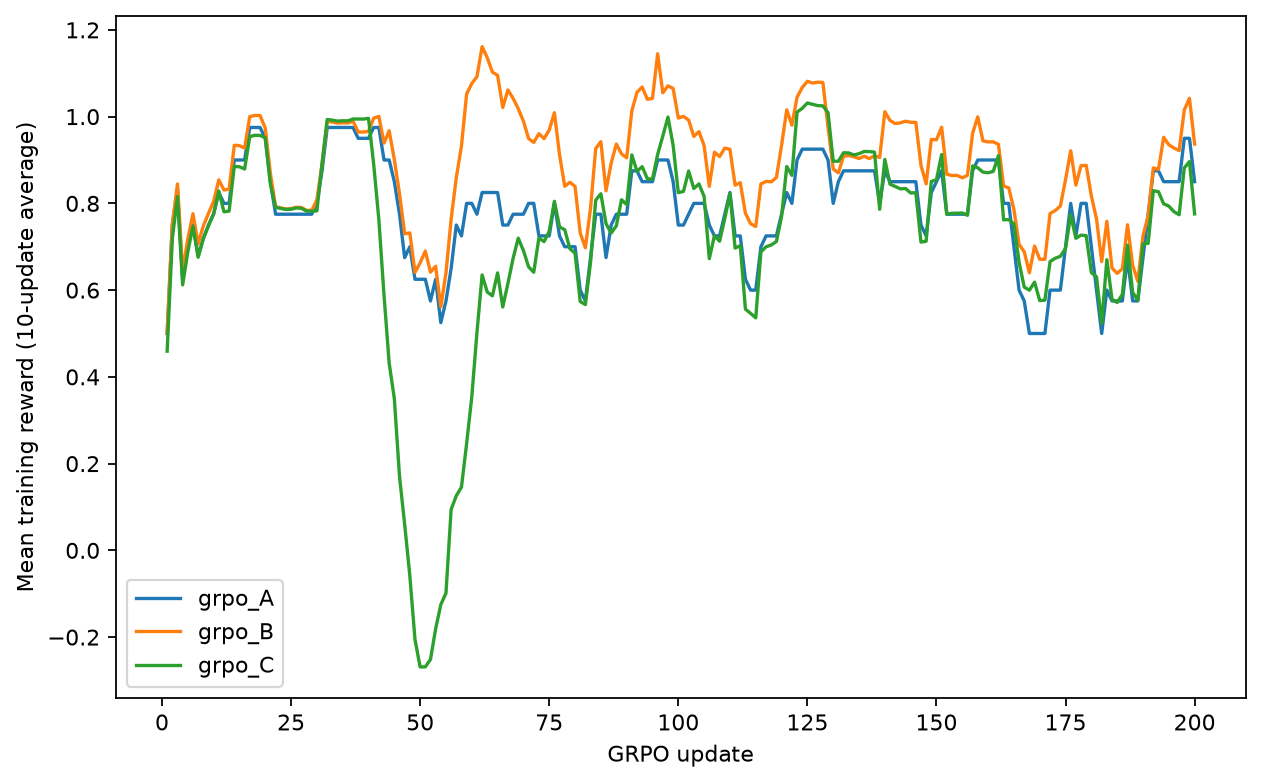 Mean training reward (10-update average)
1.2
1.0
0.8
0.6
0.4
0.2
0.0
−0.2
grpo_A
grpo_B
grpo_C
0 25 50 75 100 125 150 175 200
GRPO update